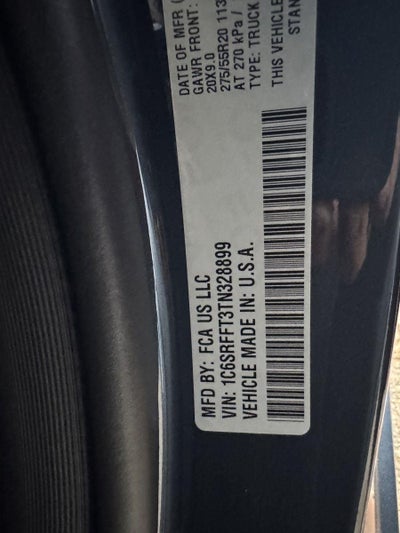 MFD BY: FCA US LLC
VIN: 1C6SRFFT3TN328899
VEHICLE MADE IN: U.S.A.
DATE OF MFR
GAWR FRONT:
20X9.0
275/55R20 113
AT 270 kPa /
TYPE: TRUCK
THIS VEHICLE
STAN